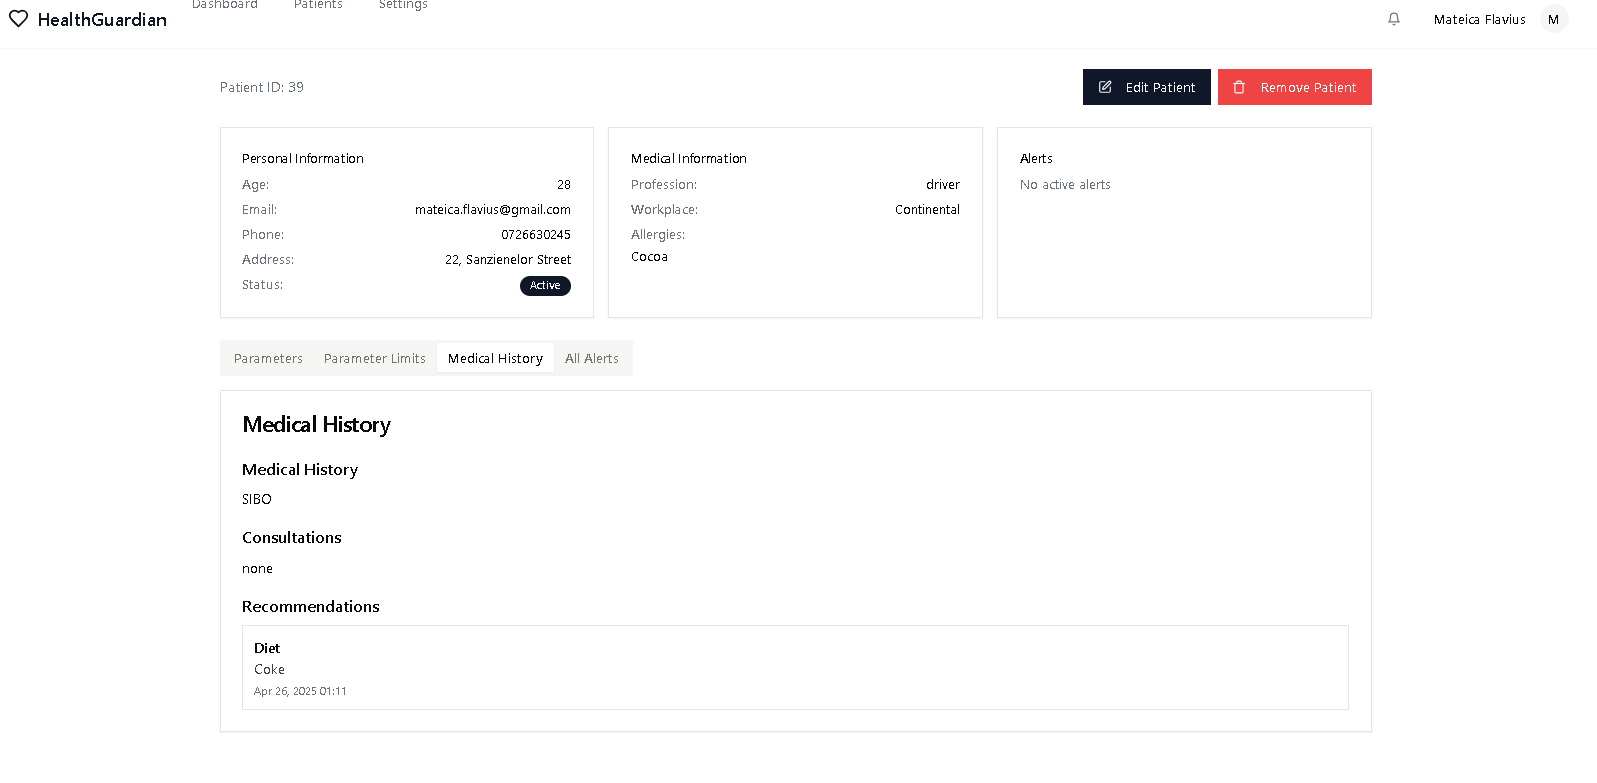 HealthGuardian Dashboard Patients Settings Mateica Flavius M
Patient ID: 39 Edit Patient Remove Patient
Personal Information
Age: 28
Email: mateica.flavius@gmail.com
Phone: 0726630245
Address: 22, Sanzienelor Street
Status: Active
Medical Information
Profession: driver
Workplace: Continental
Allergies:
Cocoa
Alerts
No active alerts
Parameters Parameter Limits Medical History All Alerts
Medical History
Medical History
SIBO
Consultations
none
Recommendations
Diet
Coke
Apr 26, 2025 01:11